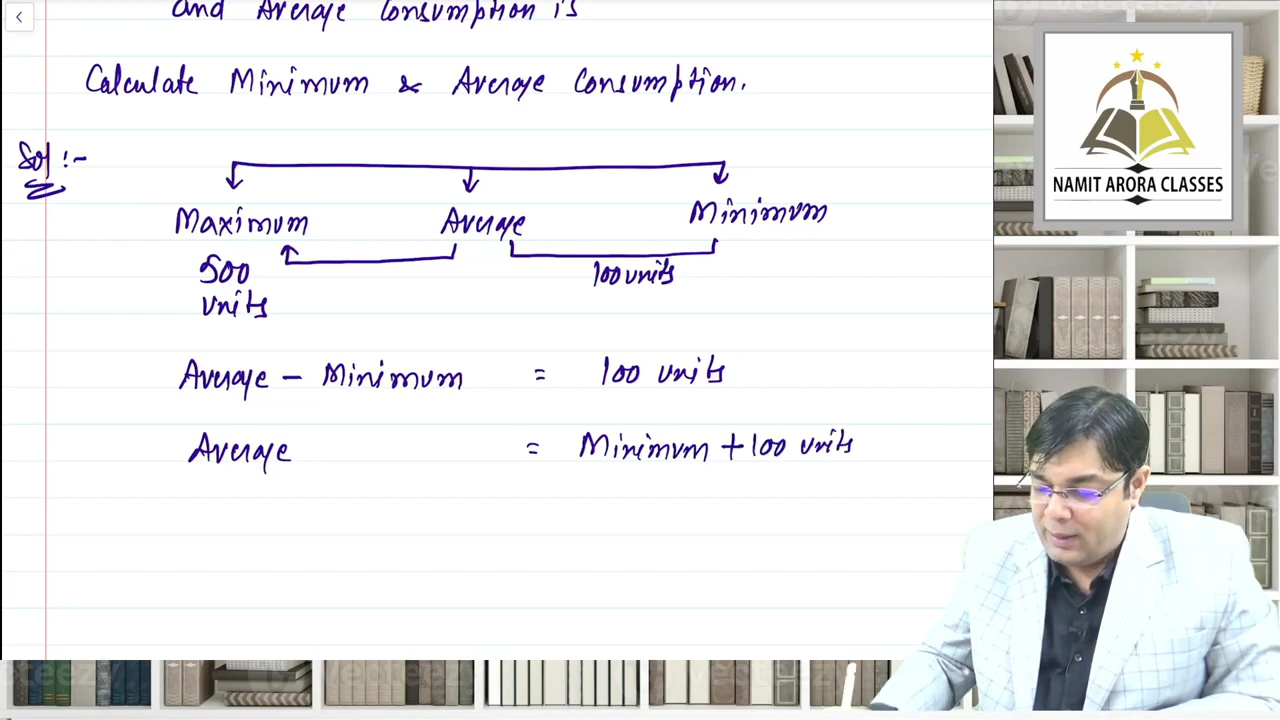 and Average Consumption is
Calculate Minimum & Average Consumption.
Sol :-
Maximum Average Minimum
500 units
100 units
Average - Minimum = 100 units
Average = Minimum + 100 units
NAMIT ARORA CLASSES
vecteezy